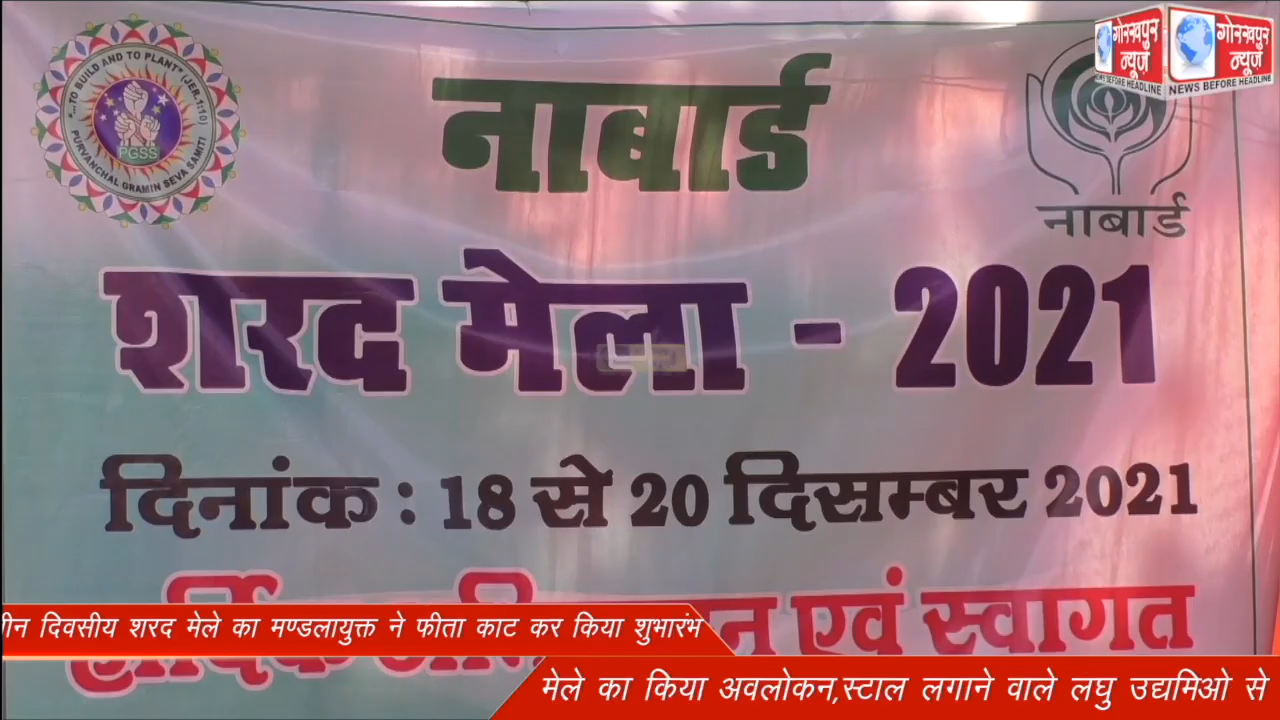 "...TO BUILD AND TO PLANT" (JER.1:10)
PGSS
PURVANCHAL GRAMIN SEVA SAMITI
नाबार्ड
गोरखपुर
न्यूज़
NEWS BEFORE HEADLINE
गोरखपुर
न्यूज़
NEWS BEFORE HEADLINE
नाबार्ड
शरद मेला - 2021
दिनांक : 18 से 20 दिसम्बर 2021
हार्दिक एवं स्वागत
दिवसीय शरद मेले का मण्डलायुक्त ने फीता काट कर किया शुभारंभ
मेले का किया अवलोकन,स्टाल लगाने वाले लघु उद्यमिओ से